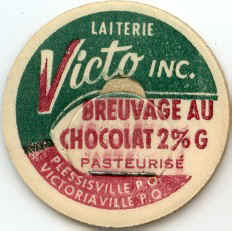 LAITERIE
Victo INC.
BREUVAGE AU
CHOCOLAT 2% G
PASTEURISÉ
PLESSISVILLE P.Q.
VICTORIAVILLE P.Q.